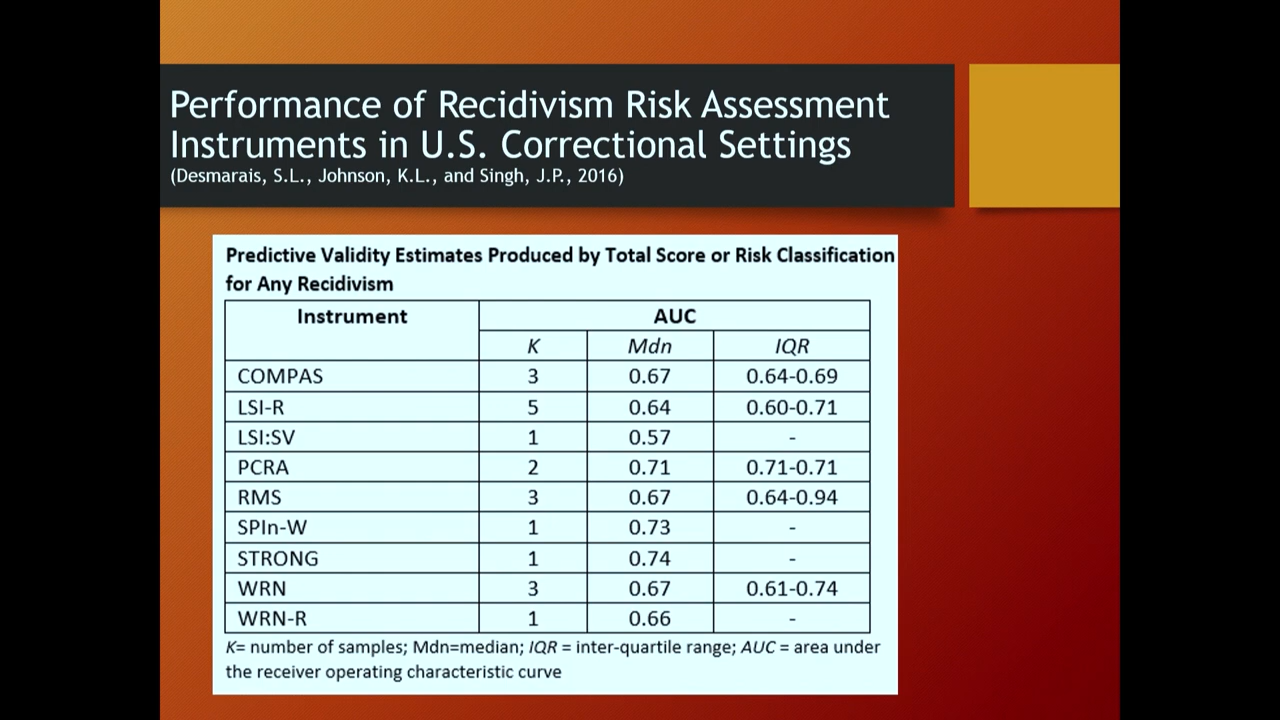 Performance of Recidivism Risk Assessment
Instruments in U.S. Correctional Settings
(Desmarais, S.L., Johnson, K.L., and Singh, J.P., 2016)
Predictive Validity Estimates Produced by Total Score or Risk Classification
for Any Recidivism
Instrument AUC
K Mdn IQR
COMPAS 3 0.67 0.64-0.69
LSI-R 5 0.64 0.60-0.71
LSI:SV 1 0.57 -
PCRA 2 0.71 0.71-0.71
RMS 3 0.67 0.64-0.94
SPIn-W 1 0.73 -
STRONG 1 0.74 -
WRN 3 0.67 0.61-0.74
WRN-R 1 0.66 -
K= number of samples; Mdn=median; IQR = inter-quartile range; AUC = area under
the receiver operating characteristic curve